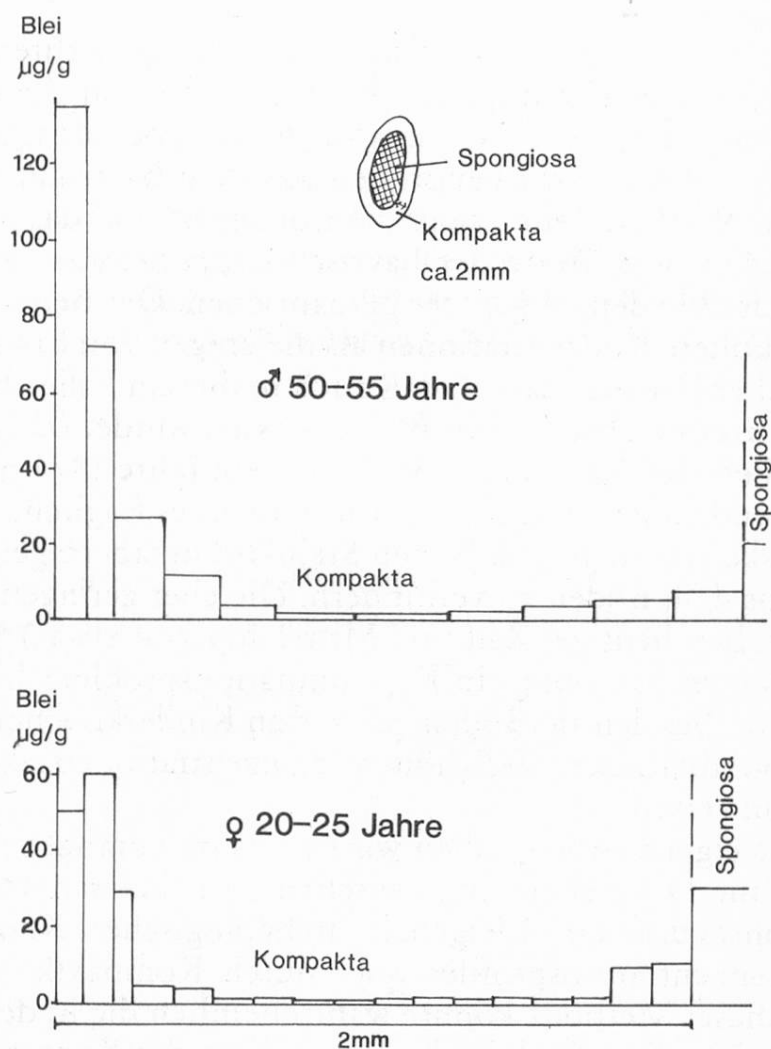 Blei
µg/g
120
100
80
60
40
20
0
Spongiosa
Kompakta
ca.2mm
♂ 50–55 Jahre
Kompakta
Spongiosa
Blei
µg/g
60
40
20
0
♀ 20–25 Jahre
Kompakta
Spongiosa
2mm